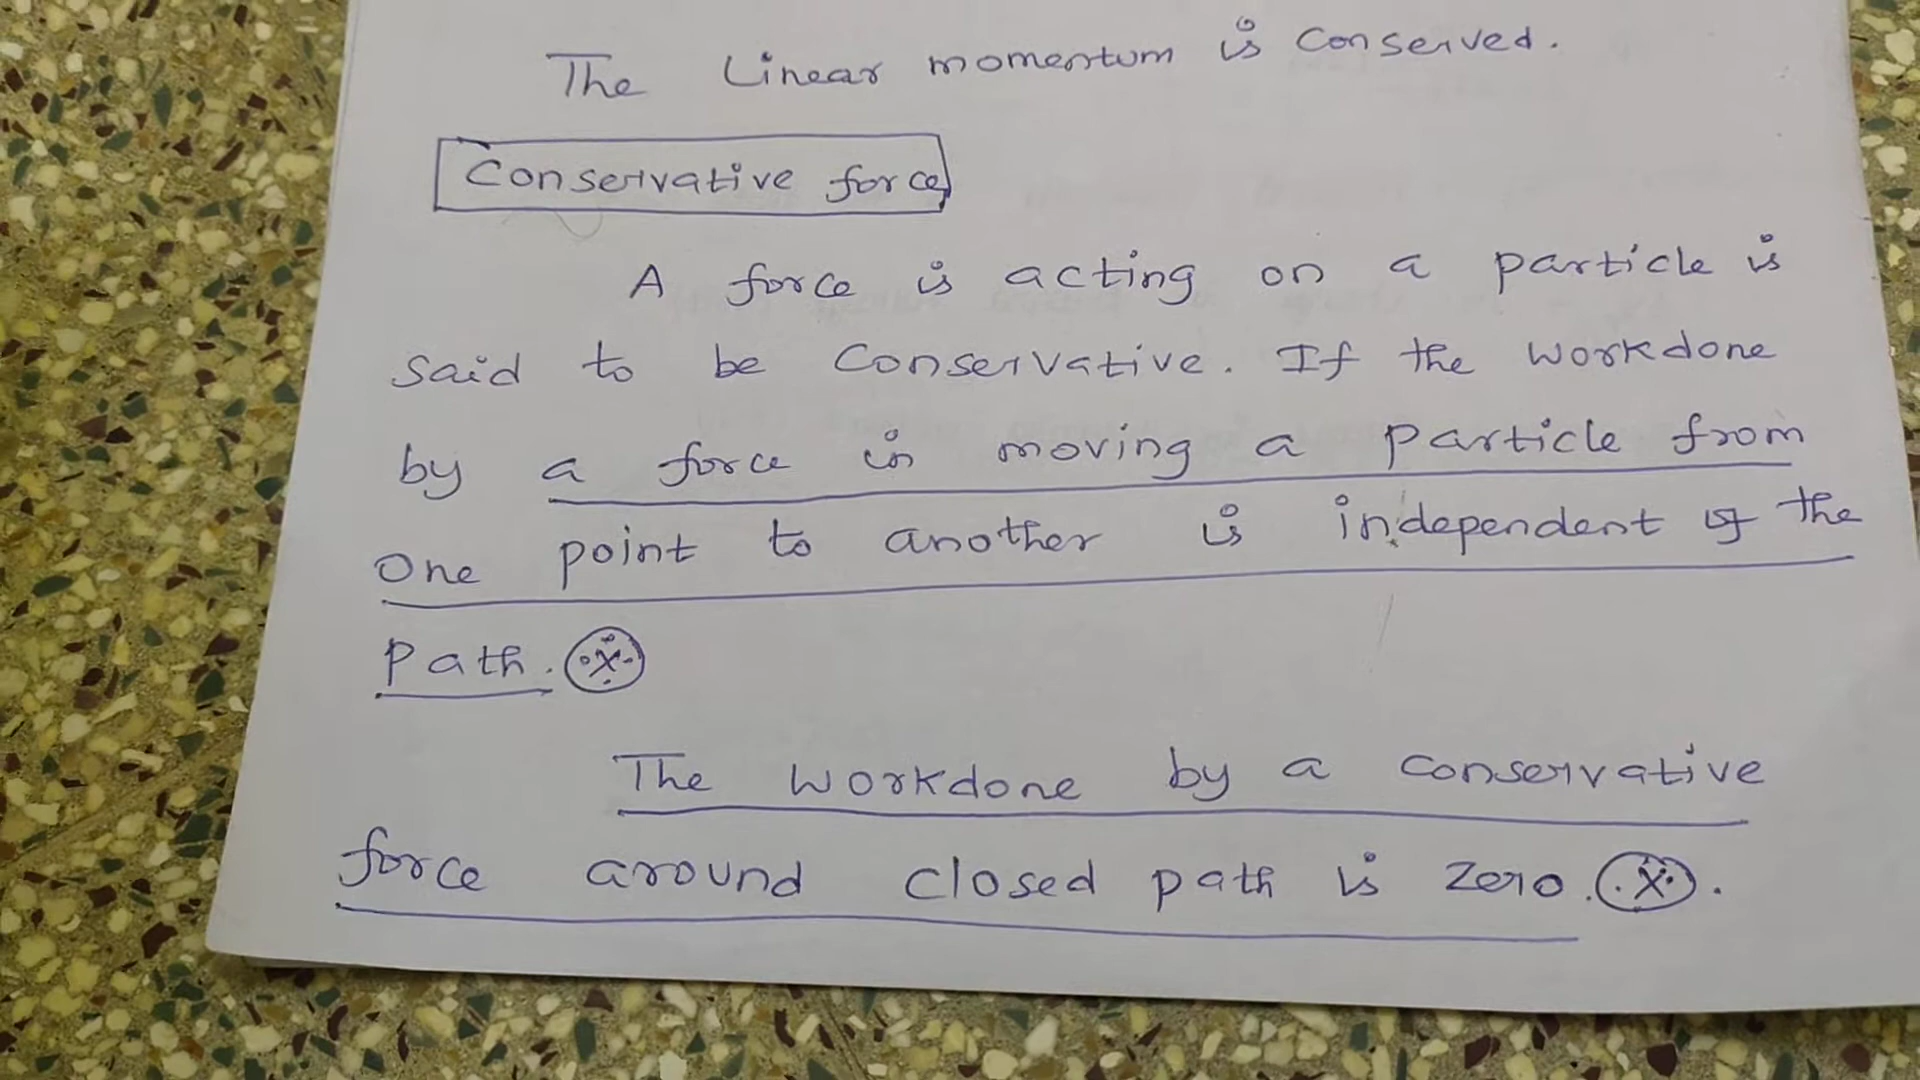 The Linear momentum is conserved.
Conservative force
A force is acting on a particle is
said to be conservative. If the workdone
by a force in moving a particle from
one point to another is independent of the
path.
The workdone by a conservative
force around closed path is zero.